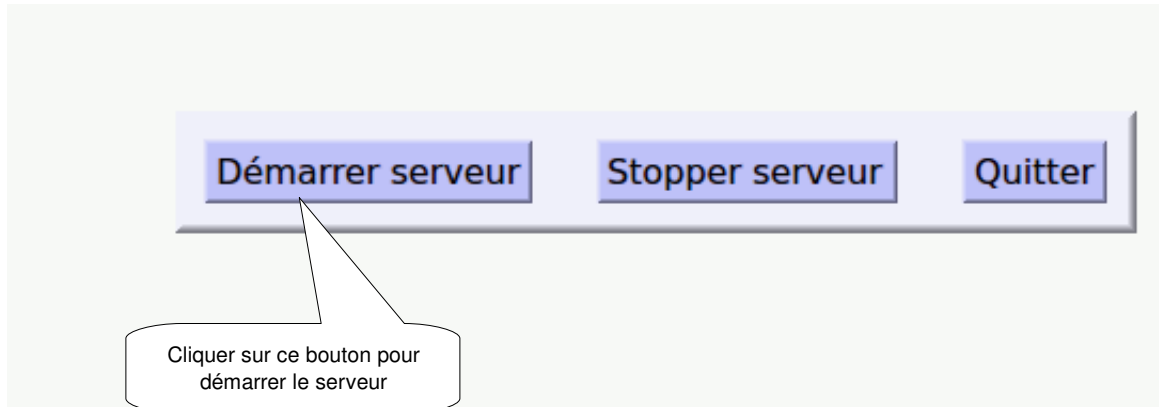 Démarrer serveur Stopper serveur Quitter
Cliquer sur ce bouton pour
démarrer le serveur